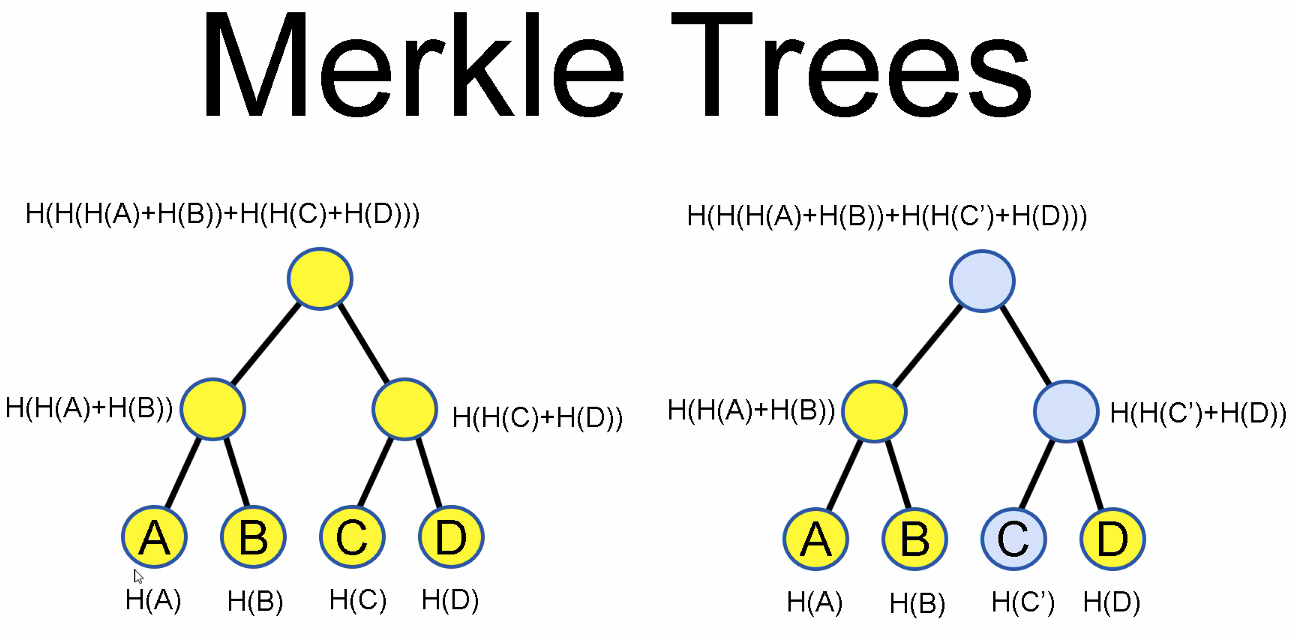 Merkle Trees
H(H(H(A)+H(B))+H(H(C)+H(D)))
H(H(A)+H(B))
H(H(C)+H(D))
A B C D
H(A) H(B) H(C) H(D)
H(H(H(A)+H(B))+H(H(C’)+H(D)))
H(H(A)+H(B))
H(H(C’)+H(D))
A B C D
H(A) H(B) H(C’) H(D)